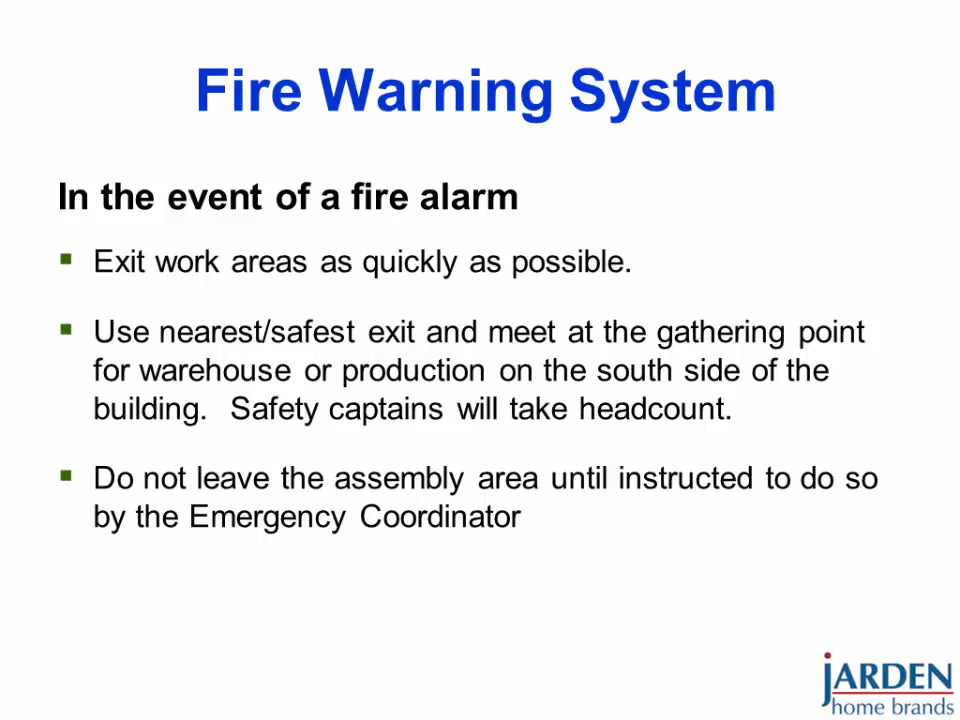 Fire Warning System
In the event of a fire alarm
▪ Exit work areas as quickly as possible.
▪ Use nearest/safest exit and meet at the gathering point
for warehouse or production on the south side of the
building.  Safety captains will take headcount.
▪ Do not leave the assembly area until instructed to do so
by the Emergency Coordinator
jARDEN
home brands